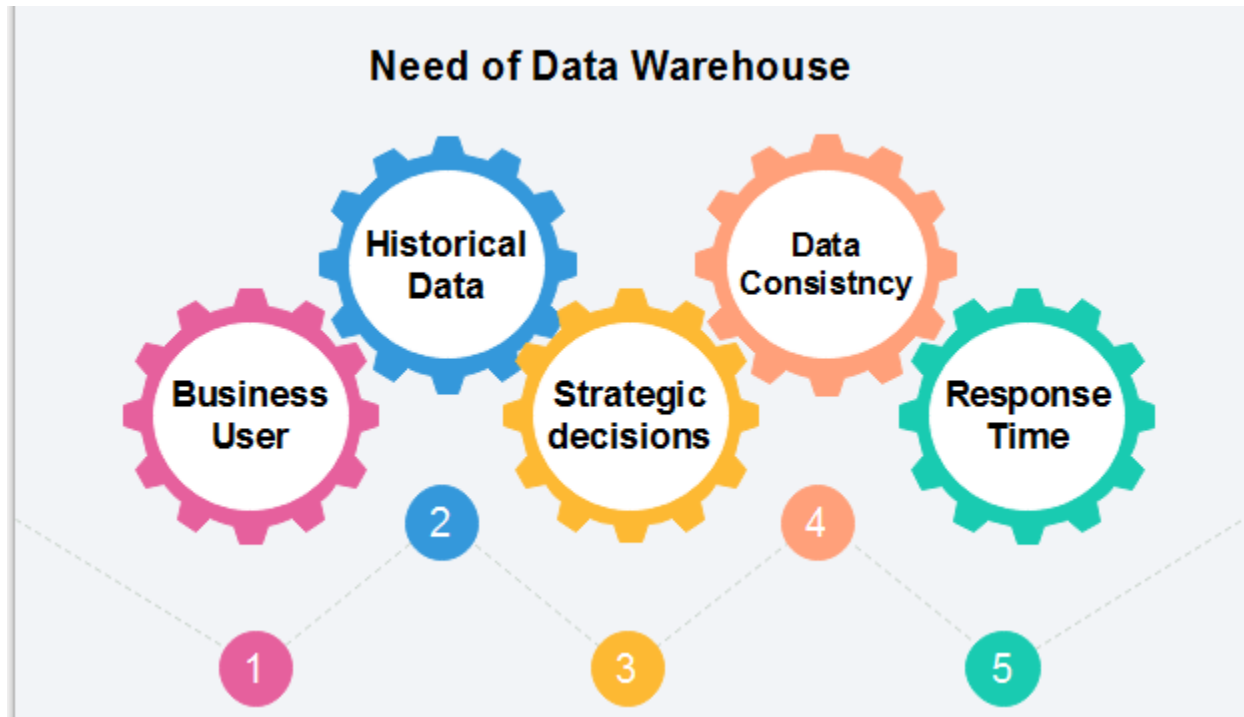 Need of Data Warehouse
Business
User
Historical
Data
Strategic
decisions
Data
Consistncy
Response
Time
1
2
3
4
5